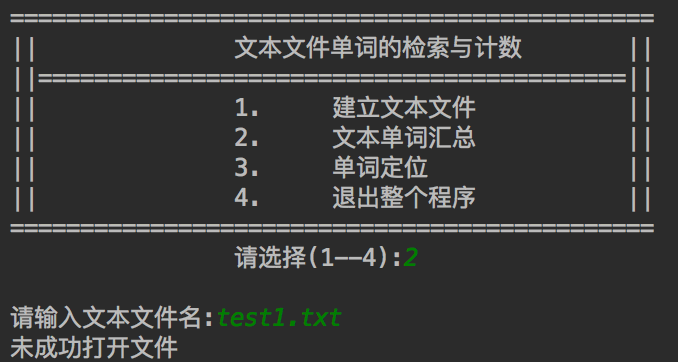 ==============================================
||              文本文件单词的检索与计数       ||
||==========================================||
||              1.     建立文本文件           ||
||              2.     文本单词汇总           ||
||              3.     单词定位               ||
||              4.     退出整个程序           ||
==============================================
请选择(1——4):2
请输入文本文件名:test1.txt
未成功打开文件